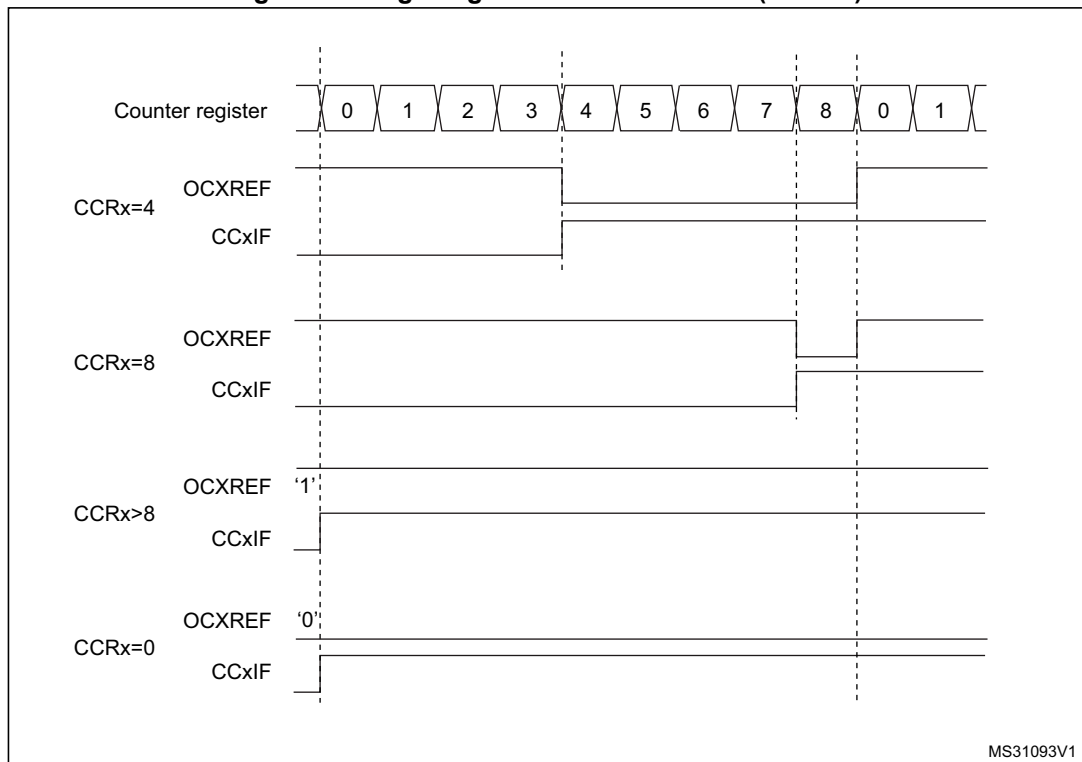 Counter register 0 1 2 3 4 5 6 7 8 0 1
OCXREF
CCRx=4
CCxIF
OCXREF
CCRx=8
CCxIF
OCXREF ‘1’
CCRx>8
CCxIF
OCXREF ‘0’
CCRx=0
CCxIF
MS31093V1